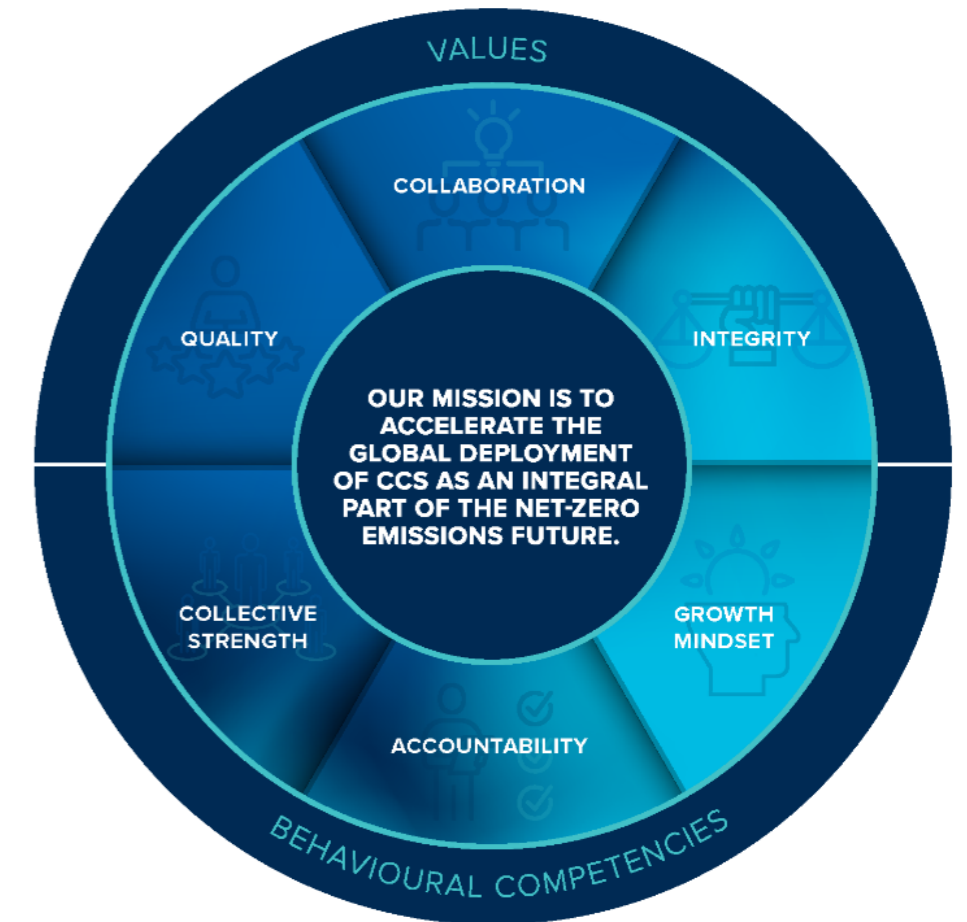 VALUES
COLLABORATION
QUALITY
INTEGRITY
OUR MISSION IS TO
ACCELERATE THE
GLOBAL DEPLOYMENT
OF CCS AS AN INTEGRAL
PART OF THE NET-ZERO
EMISSIONS FUTURE.
COLLECTIVE
STRENGTH
GROWTH
MINDSET
ACCOUNTABILITY
BEHAVIOURAL COMPETENCIES